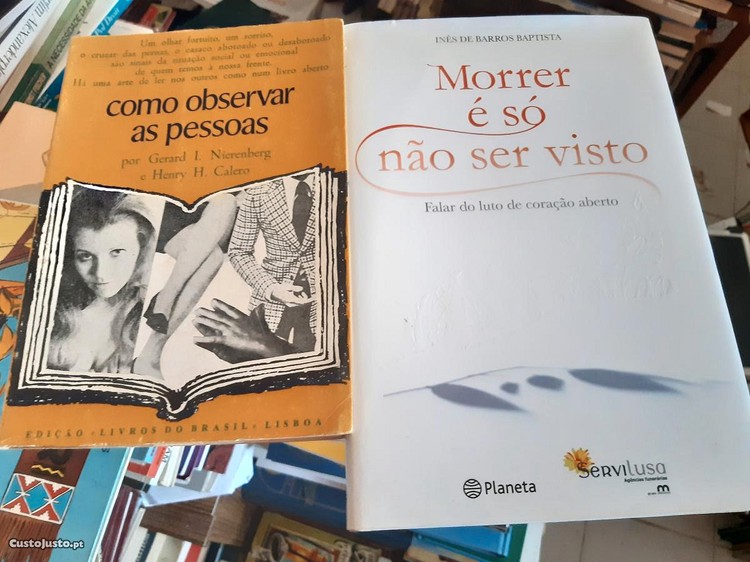 Um olhar fortuito, um sorriso,
o cruzar das pernas, o casaco abotoado ou desabotoado
são sinais da situação social ou emocional
de quem temos à nossa frente.
Há uma arte de ler nos outros como num livro aberto
como observar
as pessoas
por Gerard I. Nierenberg
e Henry H. Calero
EDIÇÃO · LIVROS DO BRASIL · LISBOA
INÊS DE BARROS BAPTISTA
Morrer
é só
não ser visto
Falar do luto de coração aberto
Planeta
SERVILUSA
Agências funerárias
CustoJusto.pt